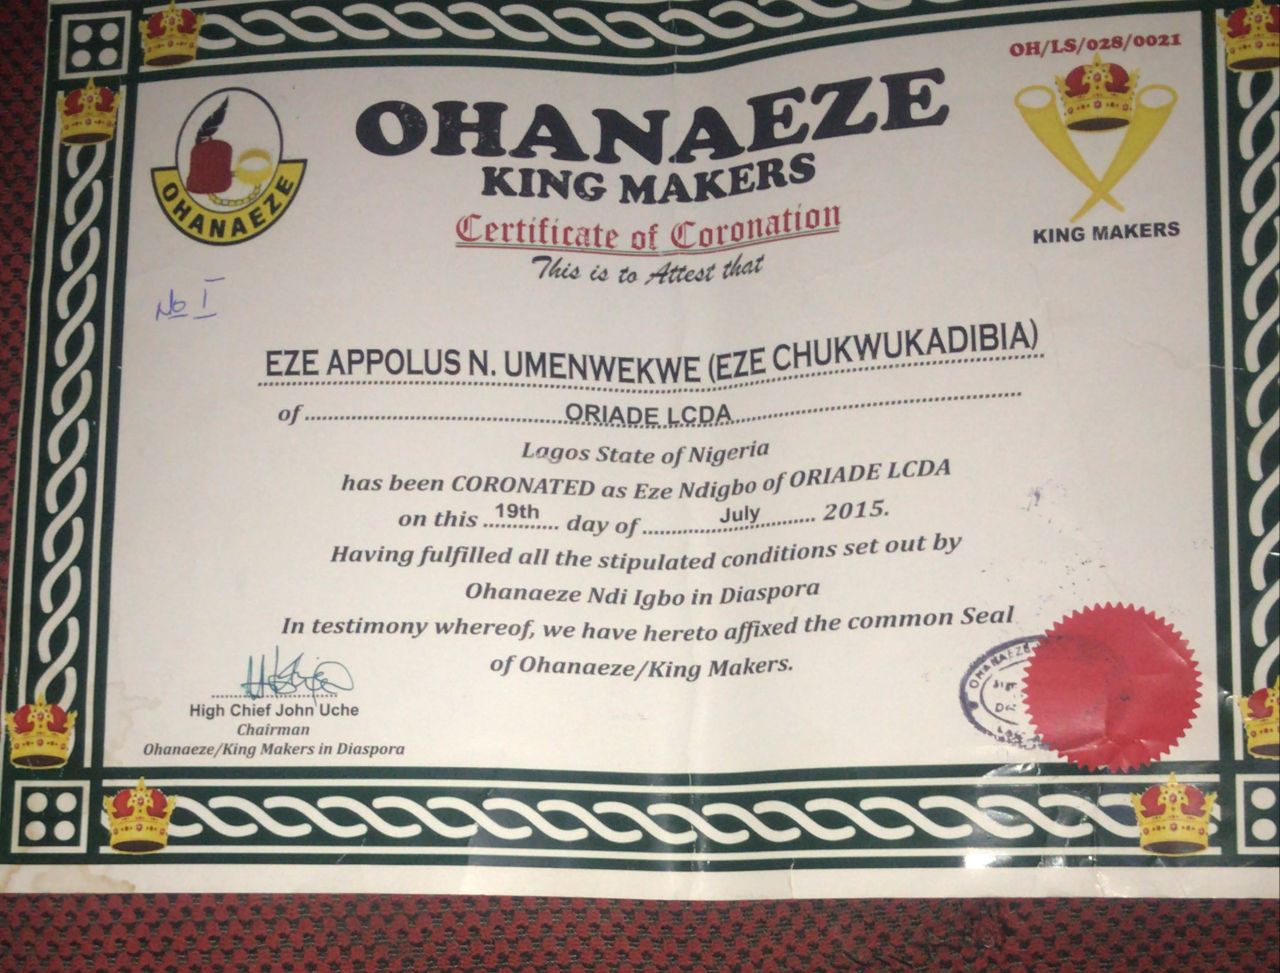 OH/LS/028/0021
OHANAEZE
OHANAEZE
KING MAKERS
KING MAKERS
Certificate of Coronation
This is to Attest that
No I
EZE APPOLUS N. UMENWEKWE (EZE CHUKWUKADIBIA)
of ORIADE LCDA
Lagos State of Nigeria
has been CORONATED as Eze Ndigbo of ORIADE LCDA
on this 19th day of July 2015.
Having fulfilled all the stipulated conditions set out by
Ohanaeze Ndi Igbo in Diaspora
In testimony whereof, we have hereto affixed the common Seal
of Ohanaeze/King Makers.
High Chief John Uche
Chairman
Ohanaeze/King Makers in Diaspora
OHANAEZE